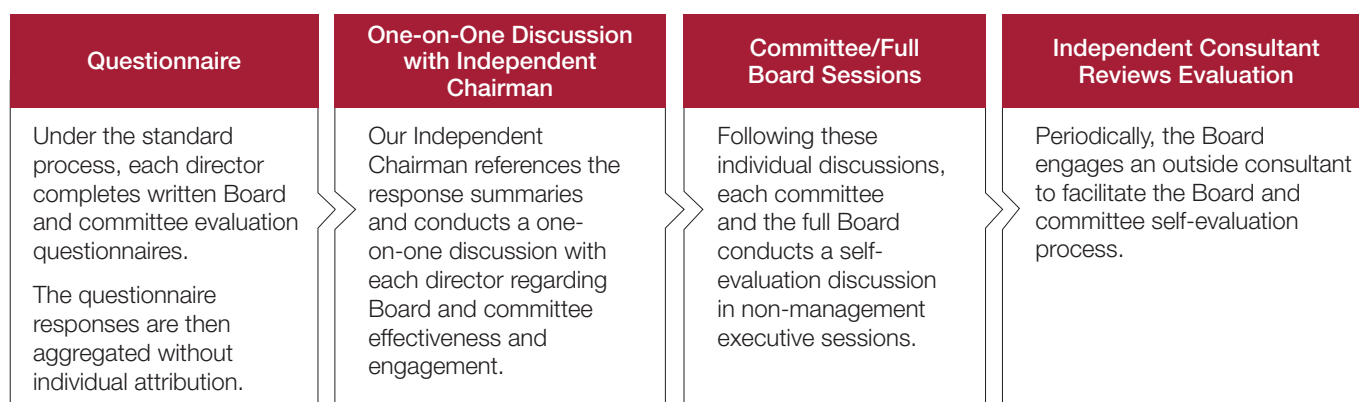 Questionnaire
Under the standard
process, each director
completes written Board
and committee evaluation
questionnaires.
The questionnaire
responses are then
aggregated without
individual attribution.
One-on-One Discussion
with Independent
Chairman
Our Independent
Chairman references the
response summaries
and conducts a one-
on-one discussion with
each director regarding
Board and committee
effectiveness and
engagement.
Committee/Full
Board Sessions
Following these
individual discussions,
each committee
and the full Board
conducts a self-
evaluation discussion
in non-management
executive sessions.
Independent Consultant
Reviews Evaluation
Periodically, the Board
engages an outside consultant
to facilitate the Board and
committee self-evaluation
process.